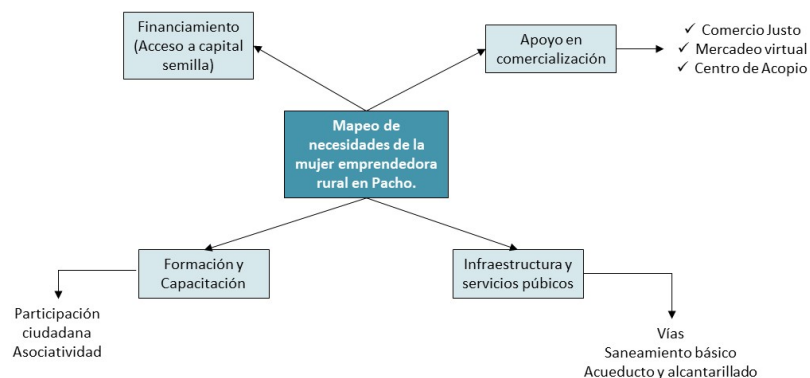 Financiamiento
(Acceso a capital
semilla)
Apoyo en
comercialización
✓ Comercio Justo
✓ Mercadeo virtual
✓ Centro de Acopio
Mapeo de
necesidades de la
mujer emprendedora
rural en Pacho.
Formación y
Capacitación
Infraestructura y
servicios púbicos
Participación
ciudadana
Asociatividad
Vías
Saneamiento básico
Acueducto y alcantarillado